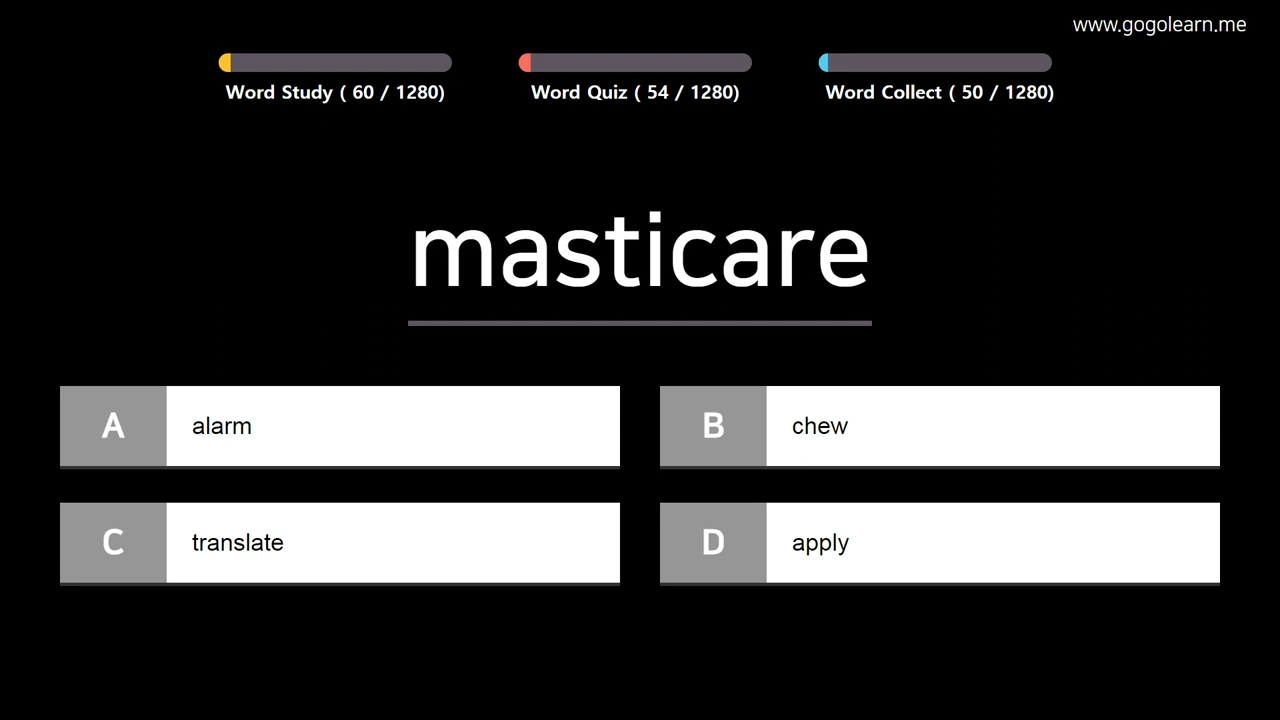 www.gogolearn.me
Word Study ( 60 / 1280)
Word Quiz ( 54 / 1280)
Word Collect ( 50 / 1280)
masticare
A alarm
B chew
C translate
D apply